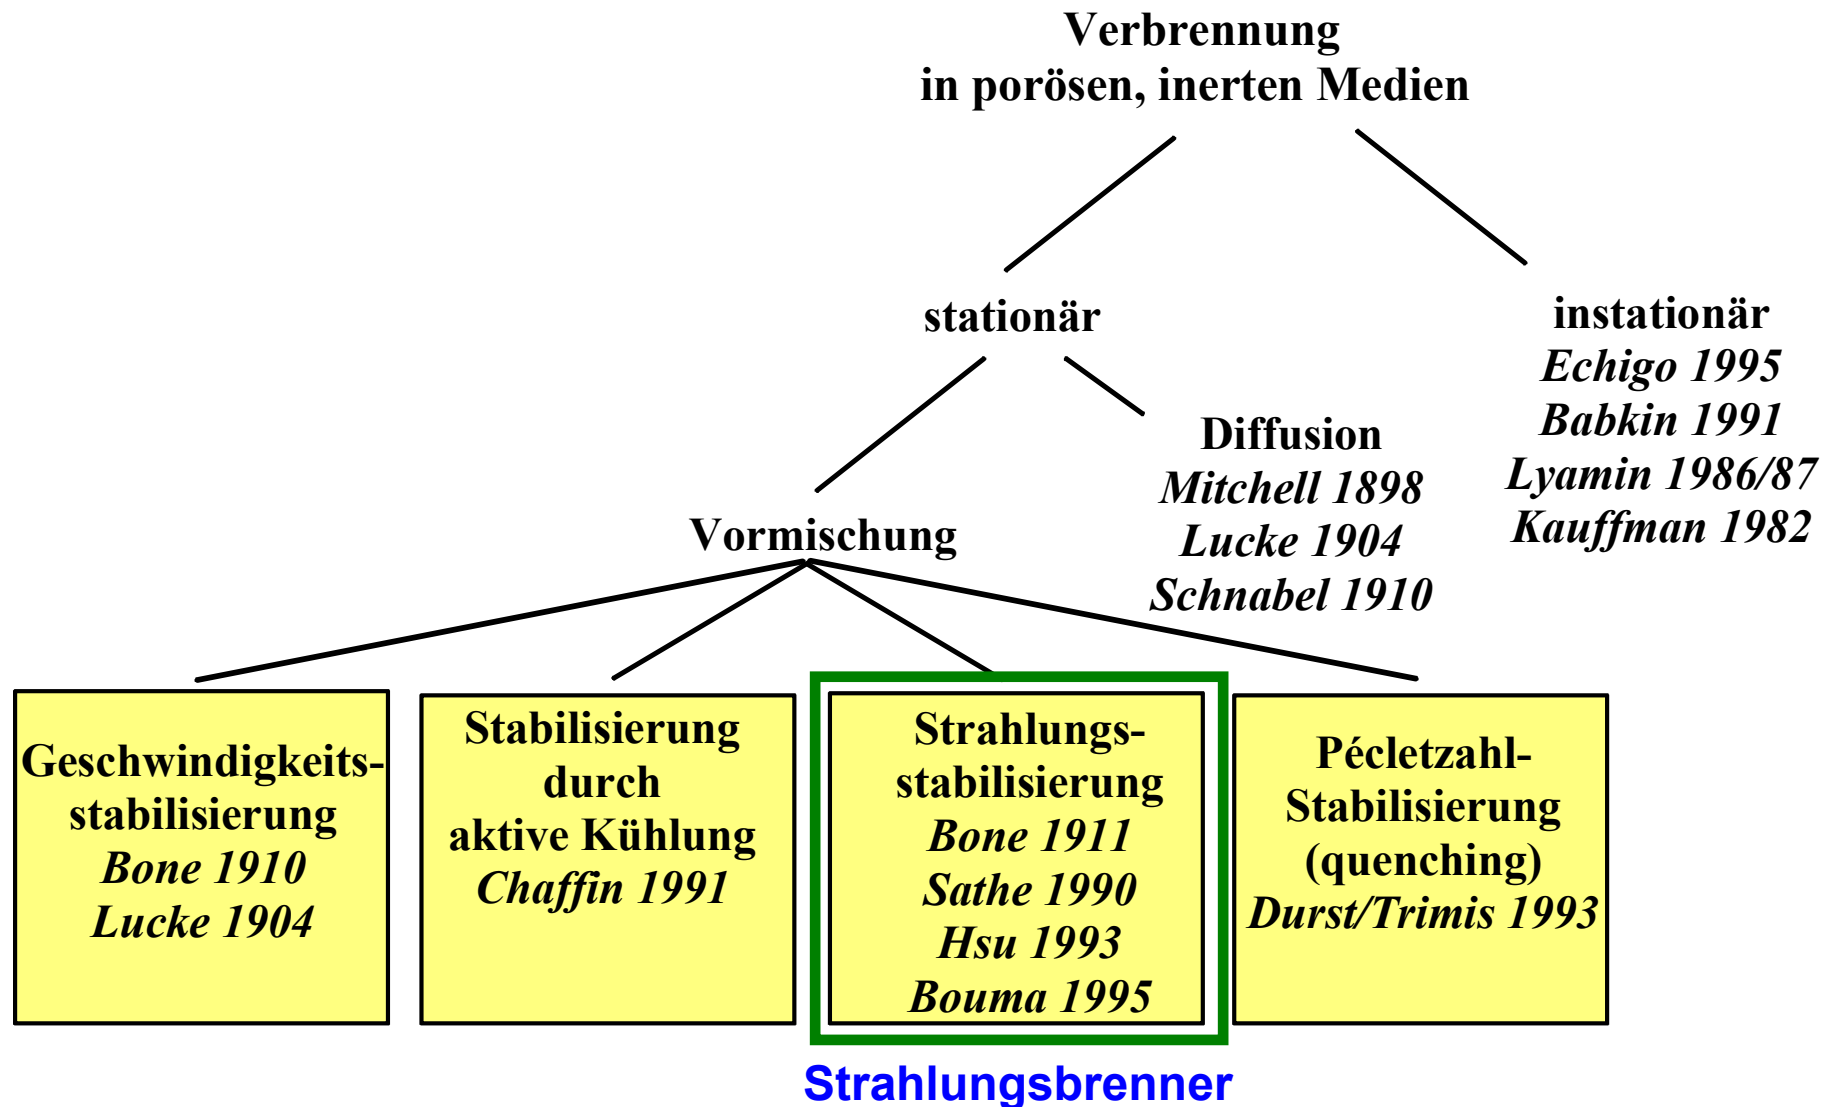 Verbrennung
in porösen, inerten Medien
stationär
instationär
Echigo 1995
Babkin 1991
Lyamin 1986/87
Kauffman 1982
Diffusion
Mitchell 1898
Lucke 1904
Schnabel 1910
Vormischung
Geschwindigkeits-
stabilisierung
Bone 1910
Lucke 1904
Stabilisierung
durch
aktive Kühlung
Chaffin 1991
Strahlungs-
stabilisierung
Bone 1911
Sathe 1990
Hsu 1993
Bouma 1995
Pécletzahl-
Stabilisierung
(quenching)
Durst/Trimis 1993
Strahlungsbrenner